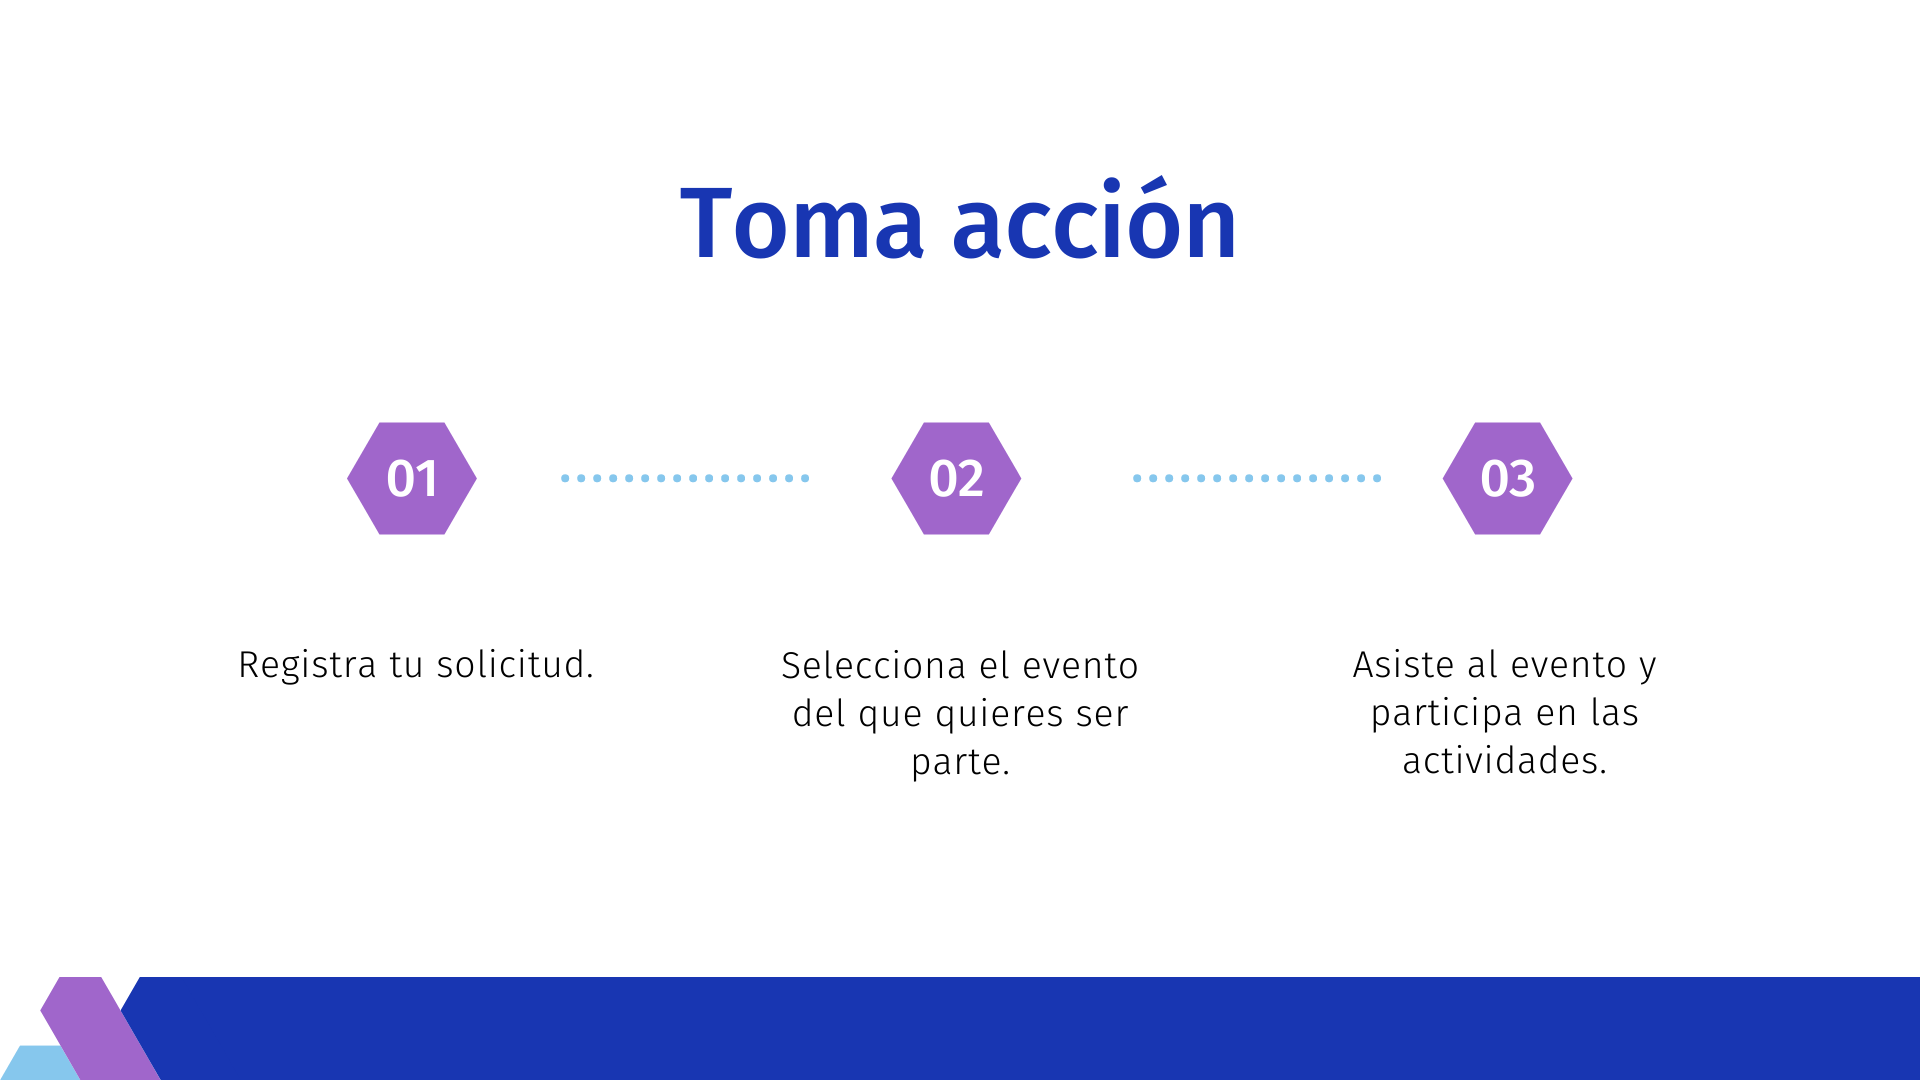 Toma acción
01
02
03
Registra tu solicitud.
Selecciona el evento
del que quieres ser
parte.
Asiste al evento y
participa en las
actividades.